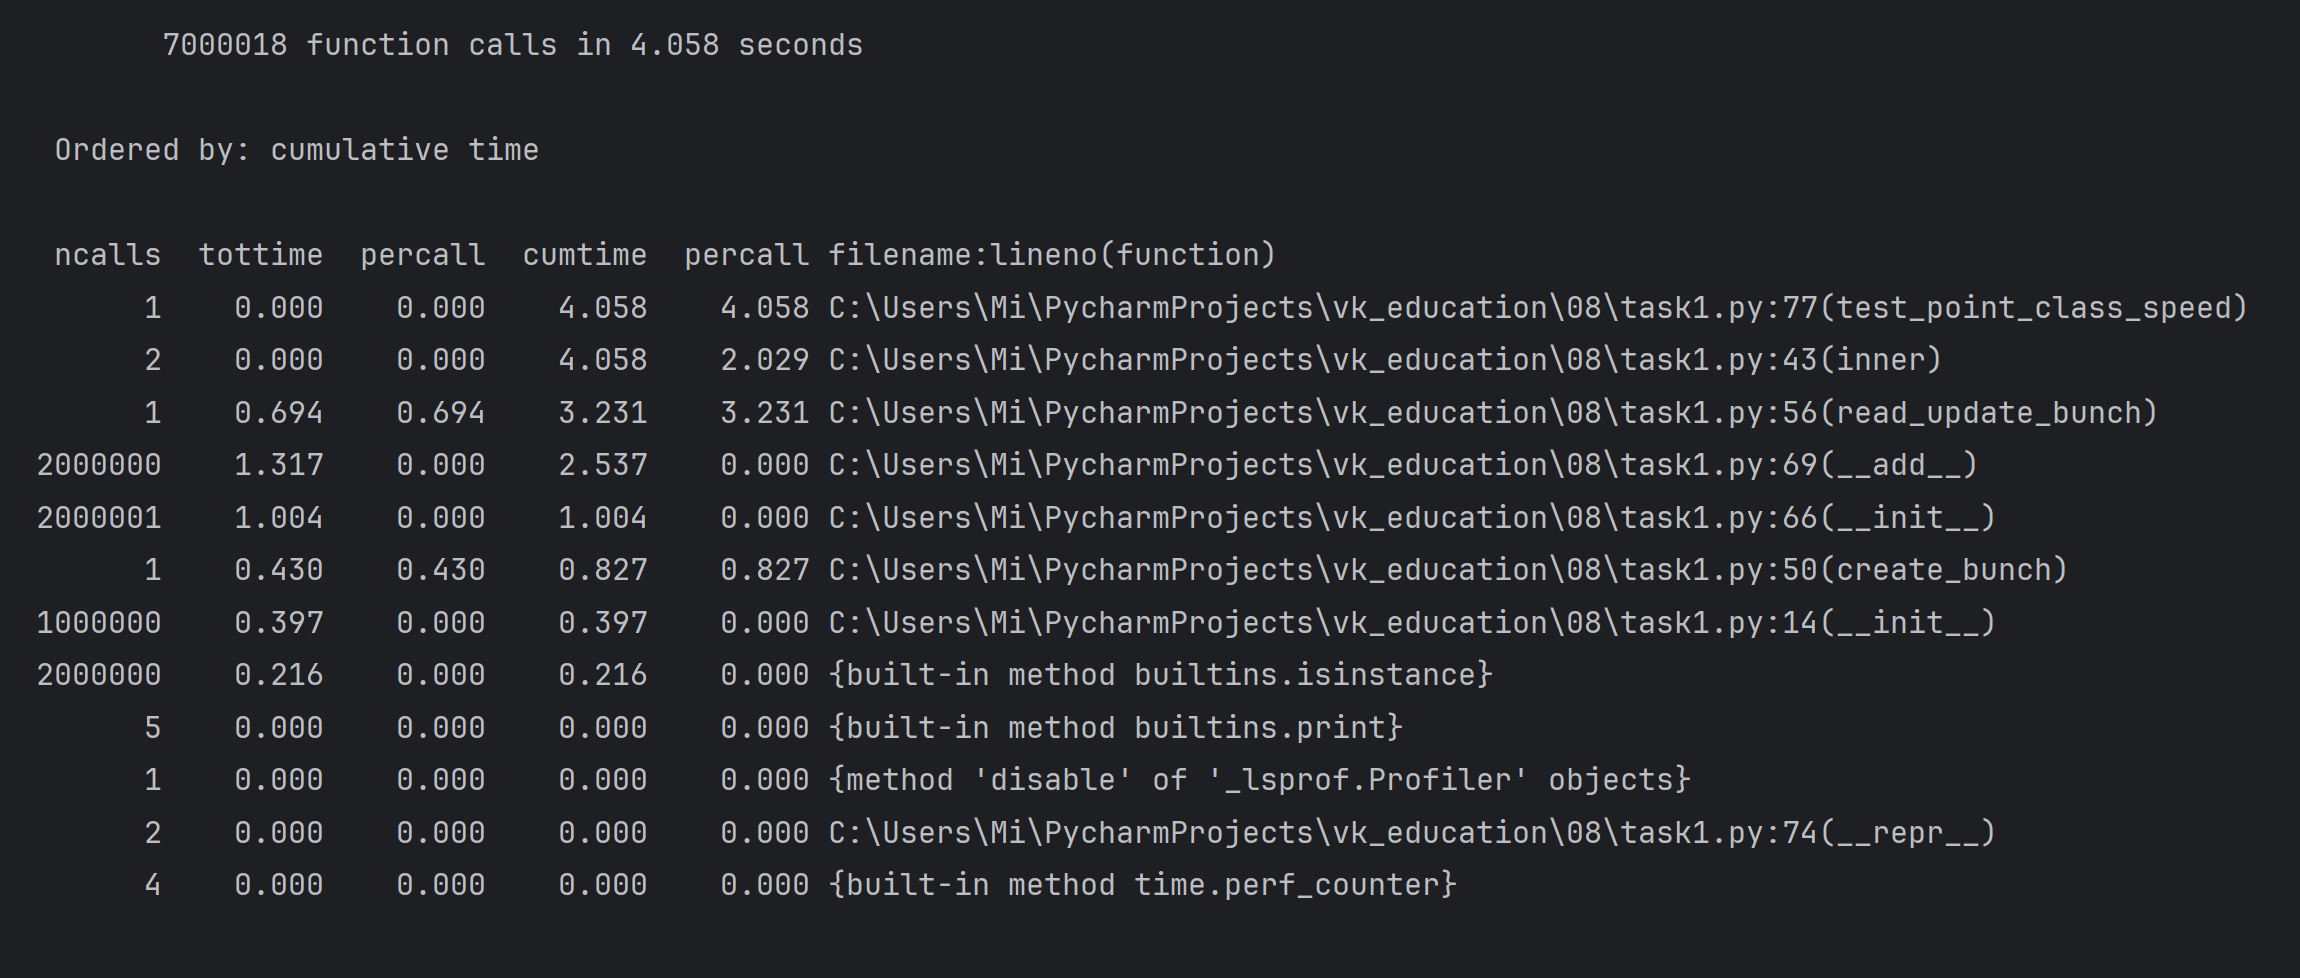 7000018 function calls in 4.058 seconds
Ordered by: cumulative time
ncalls  tottime  percall  cumtime  percall filename:lineno(function)
1    0.000    0.000    4.058    4.058 C:\Users\Mi\PycharmProjects\vk_education\08\task1.py:77(test_point_class_speed)
2    0.000    0.000    4.058    2.029 C:\Users\Mi\PycharmProjects\vk_education\08\task1.py:43(inner)
1    0.694    0.694    3.231    3.231 C:\Users\Mi\PycharmProjects\vk_education\08\task1.py:56(read_update_bunch)
2000000    1.317    0.000    2.537    0.000 C:\Users\Mi\PycharmProjects\vk_education\08\task1.py:69(__add__)
2000001    1.004    0.000    1.004    0.000 C:\Users\Mi\PycharmProjects\vk_education\08\task1.py:66(__init__)
1    0.430    0.430    0.827    0.827 C:\Users\Mi\PycharmProjects\vk_education\08\task1.py:50(create_bunch)
1000000    0.397    0.000    0.397    0.000 C:\Users\Mi\PycharmProjects\vk_education\08\task1.py:14(__init__)
2000000    0.216    0.000    0.216    0.000 {built-in method builtins.isinstance}
5    0.000    0.000    0.000    0.000 {built-in method builtins.print}
1    0.000    0.000    0.000    0.000 {method 'disable' of '_lsprof.Profiler' objects}
2    0.000    0.000    0.000    0.000 C:\Users\Mi\PycharmProjects\vk_education\08\task1.py:74(__repr__)
4    0.000    0.000    0.000    0.000 {built-in method time.perf_counter}